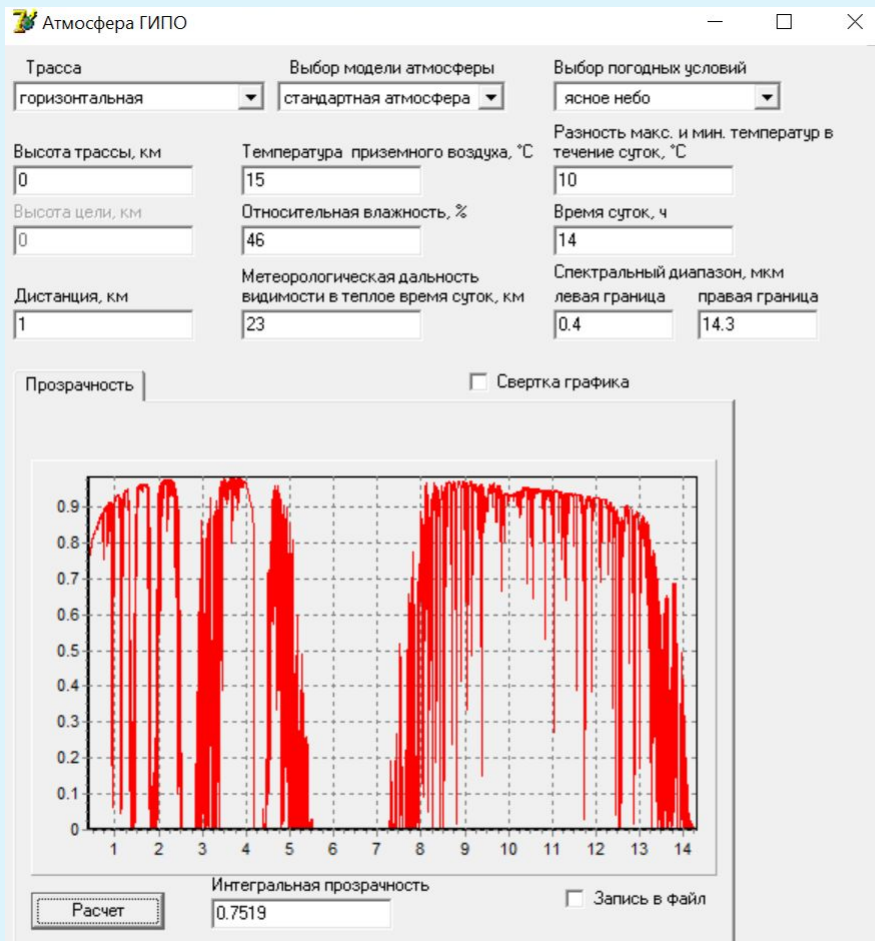 Атмосфера ГИПО
Трасса
Выбор модели атмосферы
Выбор погодных условий
горизонтальная
стандартная атмосфера
ясное небо
Высота трассы, км
Температура приземного воздуха, °С
Разность макс. и мин. температур в
течение суток, °С
0
15
10
Высота цели, км
Относительная влажность, %
Время суток, ч
0
46
14
Дистанция, км
Метеорологическая дальность
видимости в теплое время суток, км
Спектральный диапазон, мкм
левая граница
правая граница
1
23
0.4
14.3
Прозрачность
Свертка графика
0.9
0.8
0.7
0.6
0.5
0.4
0.3
0.2
0.1
0
1 2 3 4 5 6 7 8 9 10 11 12 13 14
Расчет
Интегральная прозрачность
0.7519
Запись в файл